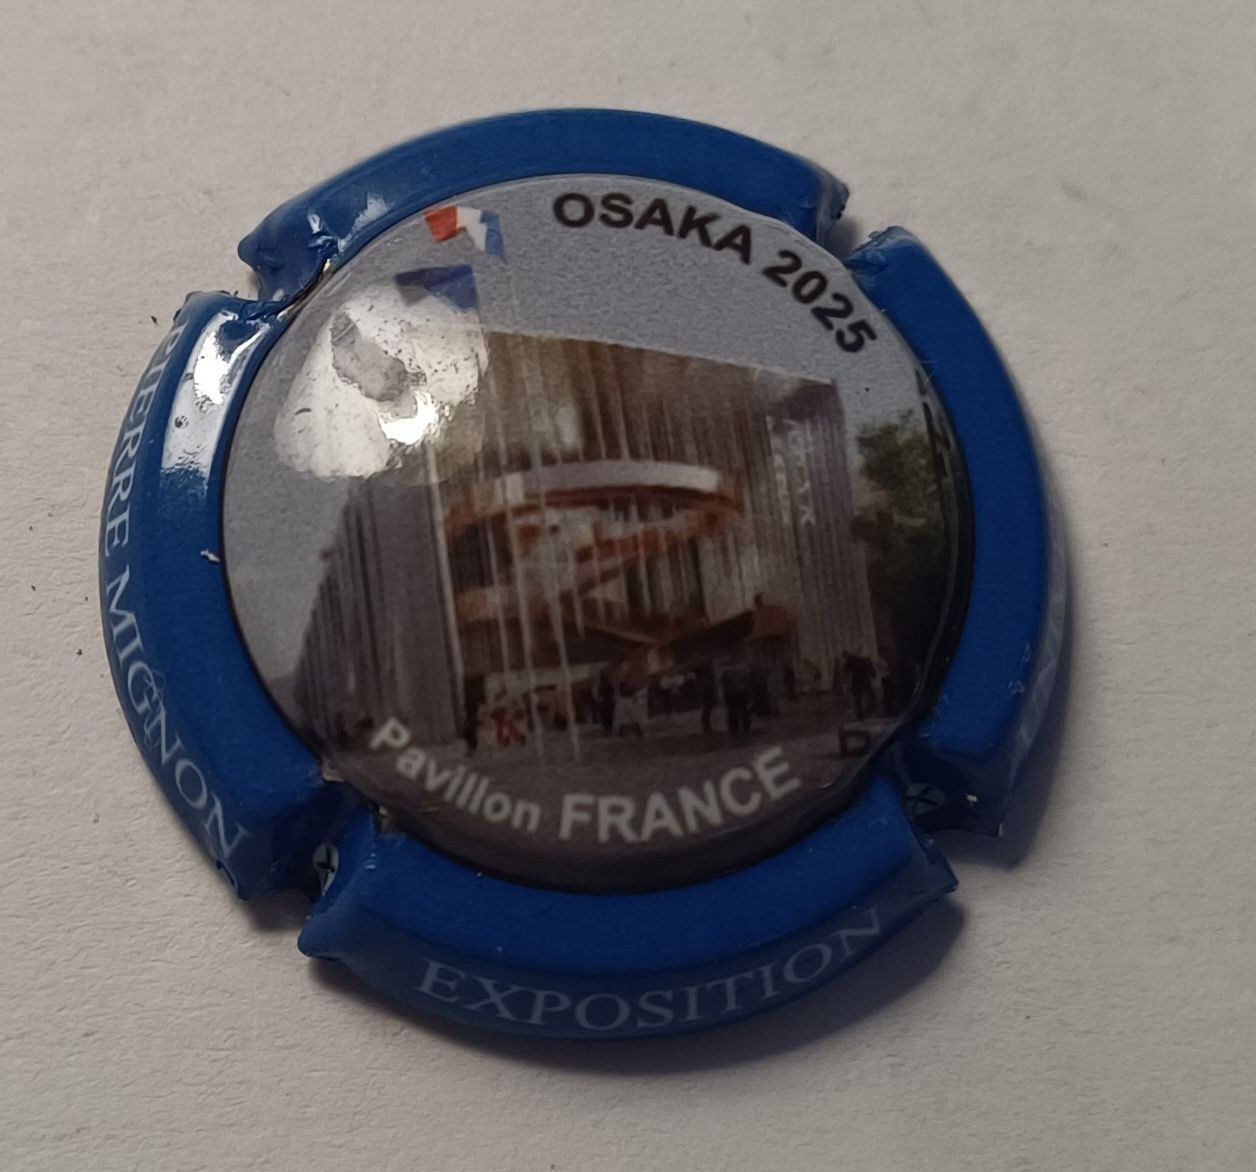 OSAKA 2025
Pavillon FRANCE
PIERRE MIGNON
EXPOSITION